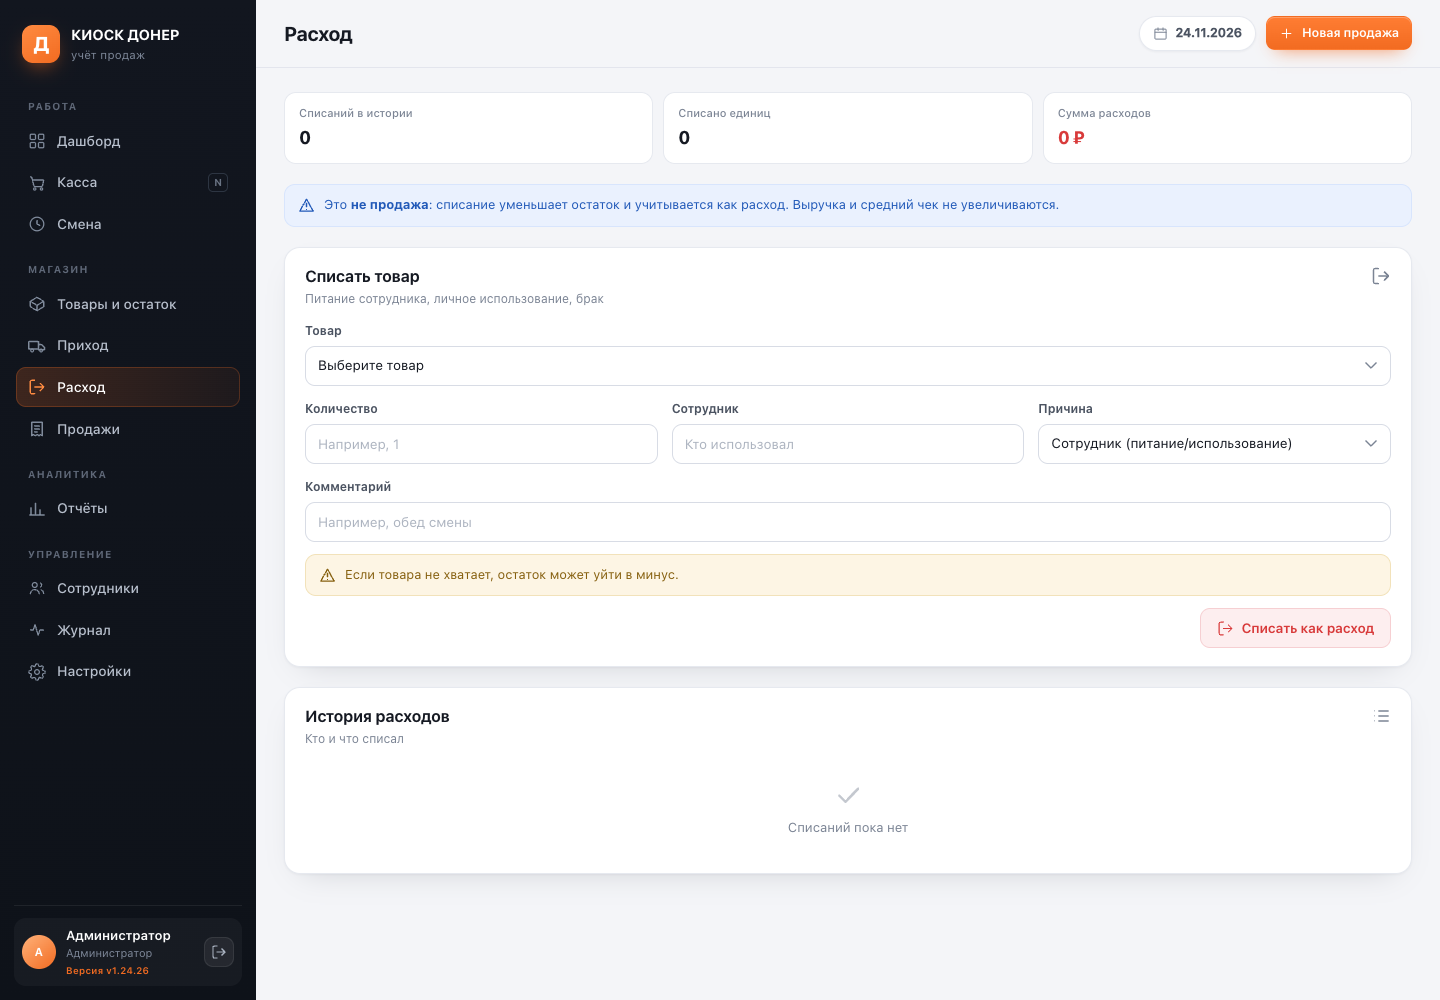 Д
КИОСК ДОНЕР
учёт продаж
РАБОТА
Дашборд
Касса
N
Смена
МАГАЗИН
Товары и остаток
Приход
Расход
Продажи
АНАЛИТИКА
Отчёты
УПРАВЛЕНИЕ
Сотрудники
Журнал
Настройки
А
Администратор
Администратор
Версия v1.24.26
Расход
24.11.2026
Новая продажа
Списаний в истории
0
Списано единиц
0
Сумма расходов
0 ₽
Это не продажа: списание уменьшает остаток и учитывается как расход. Выручка и средний чек не увеличиваются.
Списать товар
Питание сотрудника, личное использование, брак
Товар
Выберите товар
Количество
Например, 1
Сотрудник
Кто использовал
Причина
Сотрудник (питание/использование)
Комментарий
Например, обед смены
Если товара не хватает, остаток может уйти в минус.
Списать как расход
История расходов
Кто и что списал
Списаний пока нет